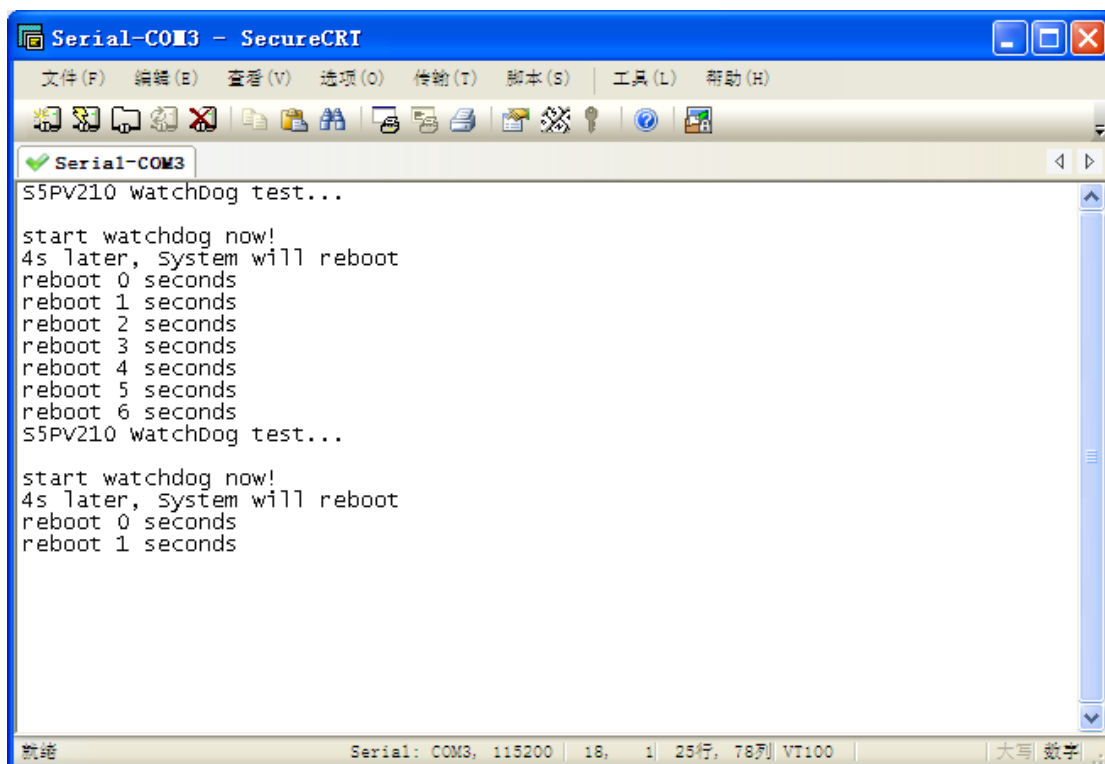 Serial-COM3 - SecureCRT
文件(F) 编辑(E) 查看(V) 选项(O) 传输(T) 脚本(S) 工具(L) 帮助(H)
Serial-COM3
S5PV210 WatchDog test...
start watchdog now!
4s later, System will reboot
reboot 0 seconds
reboot 1 seconds
reboot 2 seconds
reboot 3 seconds
reboot 4 seconds
reboot 5 seconds
reboot 6 seconds
S5PV210 WatchDog test...
start watchdog now!
4s later, System will reboot
reboot 0 seconds
reboot 1 seconds
就绪 Serial: COM3, 115200 18, 1 25行, 78列 VT100 大写 数字